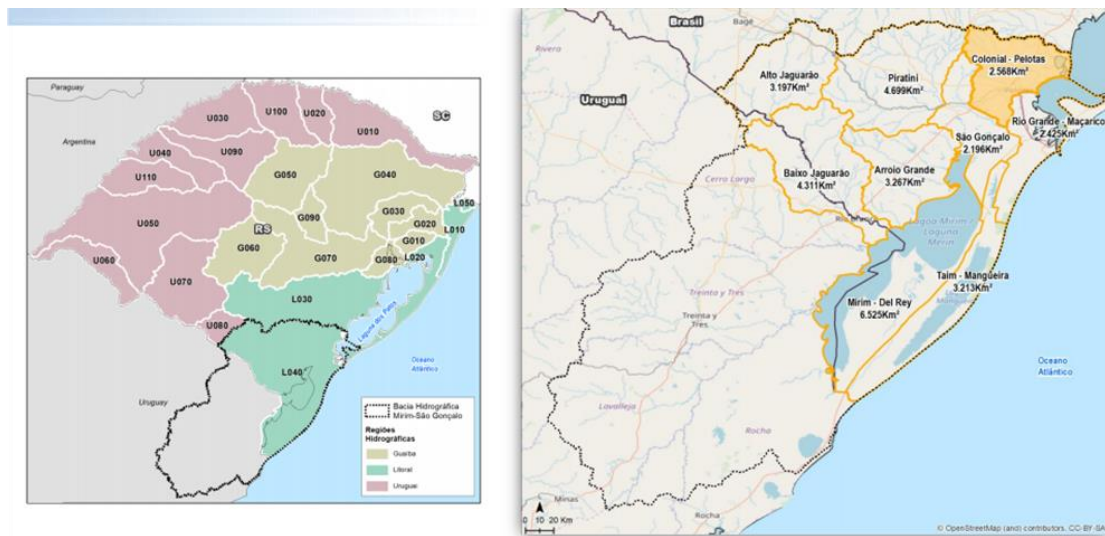 Paraguay
Argentina
SC
U100
U020
U030
U010
U040
U090
U110
G050
G040
U050
G090
G030
L050
G020
L010
RS
G060
G010
U060
G070
G080
L020
U070
L030
U080
Laguna dos Patos
L040
Oceano
Atlântico
Uruguay
Bacia Hidrográfica
Mirim-São Gonçalo
Regiões
Hidrográficas
Guaíba
Litoral
Uruguai
Brasil
Bagé
Rivera
Uruguai
Alto Jaguarão
3.197Km²
Piratini
4.699Km²
Colonial - Pelotas
2.568Km²
Rio Grande - Maçarico
2.425Km²
São Gonçalo
2.196Km²
Cerro Largo
Baixo Jaguarão
4.311Km²
Arroio Grande
3.267Km²
Lagoa Mirim /
Laguna
Merín
Taim - Mangueira
3.213Km²
Treinta y Tres
Treinta y
Tres
Mirim - Del Rey
6.525Km²
Oceano
Atlântico
Lavalleja
Rocha
Minas
Rocha
0 10 20 Km
© OpenStreetMap (and) contributors, CC-BY-SA